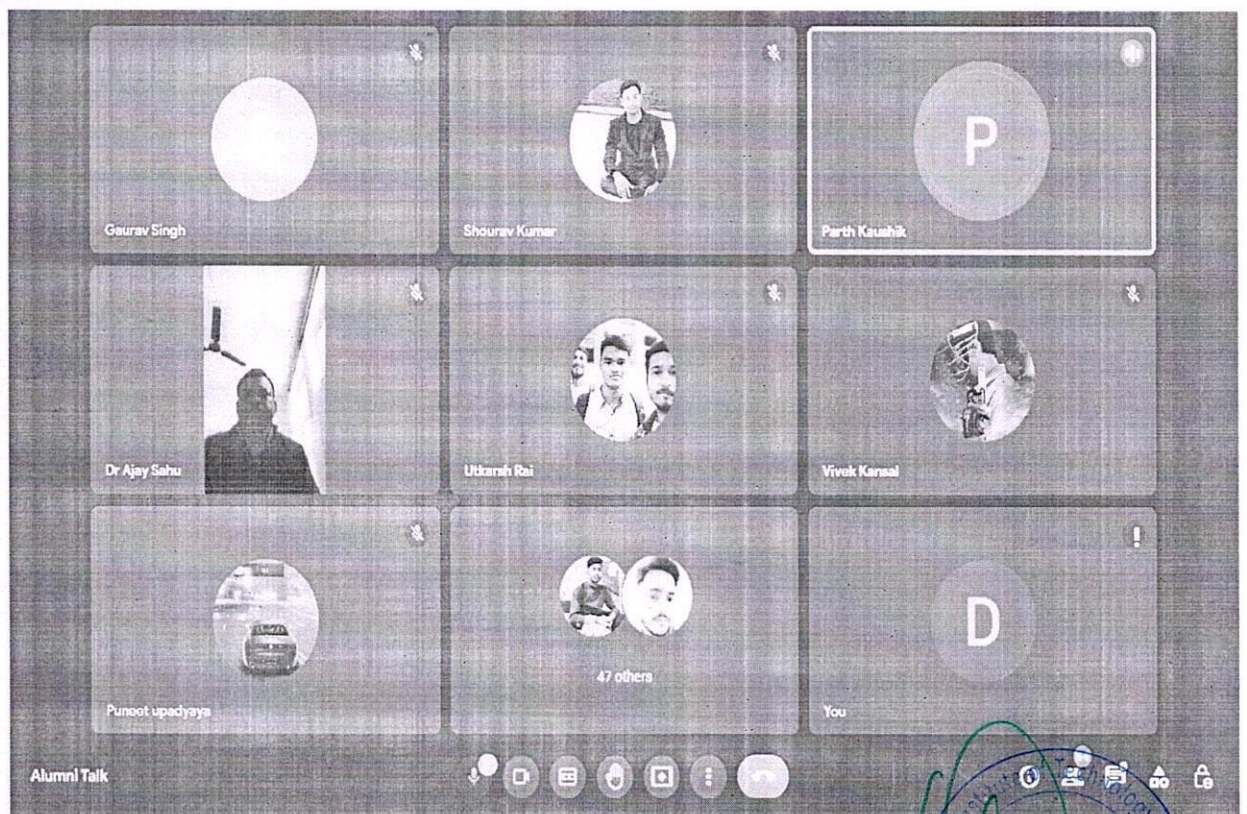 Gaurav Singh
Shourav Kumar
P
Parth Kaushik
Dr Ajay Sahu
Utkarsh Rai
Vivek Kansal
Puneet upadyaya
47 others
D
You
Alumni Talk
Technology